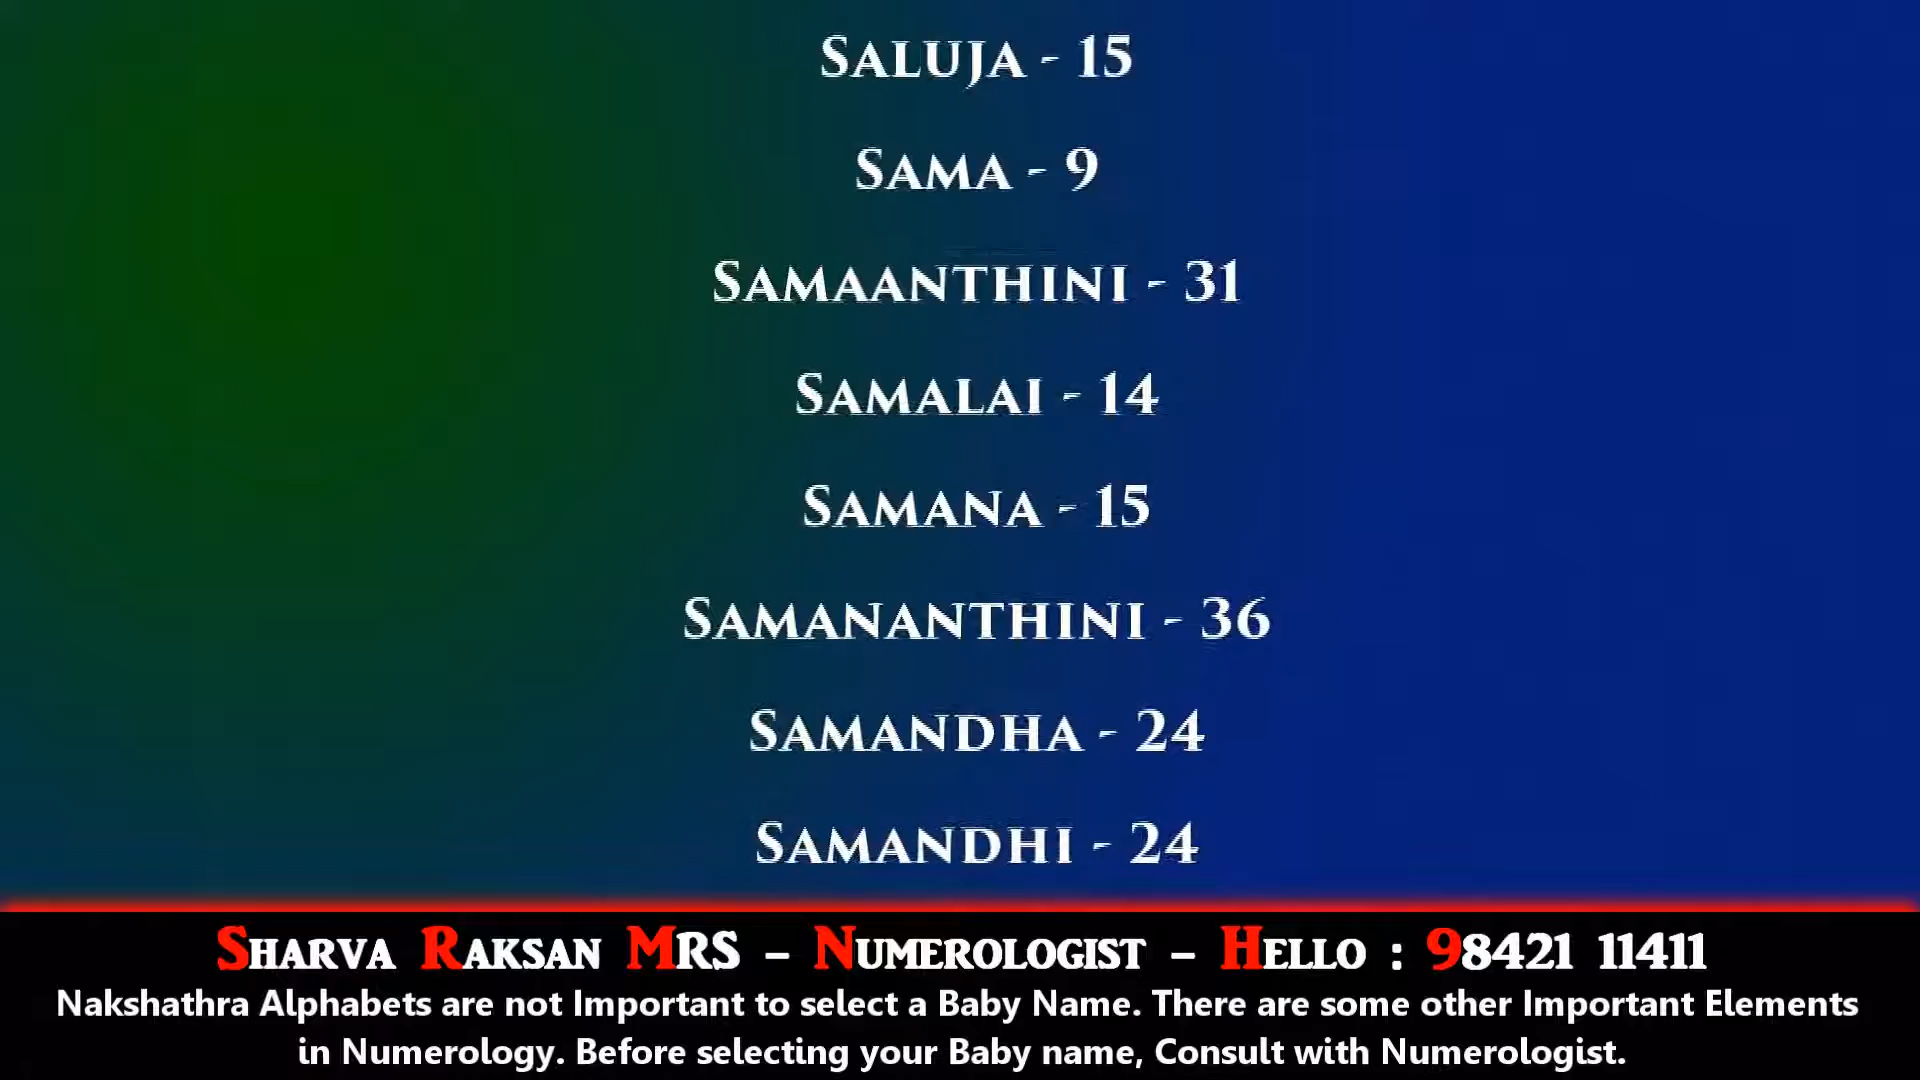 Saluja - 15
Sama - 9
Samaanthini - 31
Samalai - 14
Samana - 15
Samananthini - 36
Samandha - 24
Samandhi - 24
Sharva Raksan MRS - Numerologist - Hello : 98421 11411
Nakshathra Alphabets are not Important to select a Baby Name. There are some other Important Elements
in Numerology. Before selecting your Baby name, Consult with Numerologist.